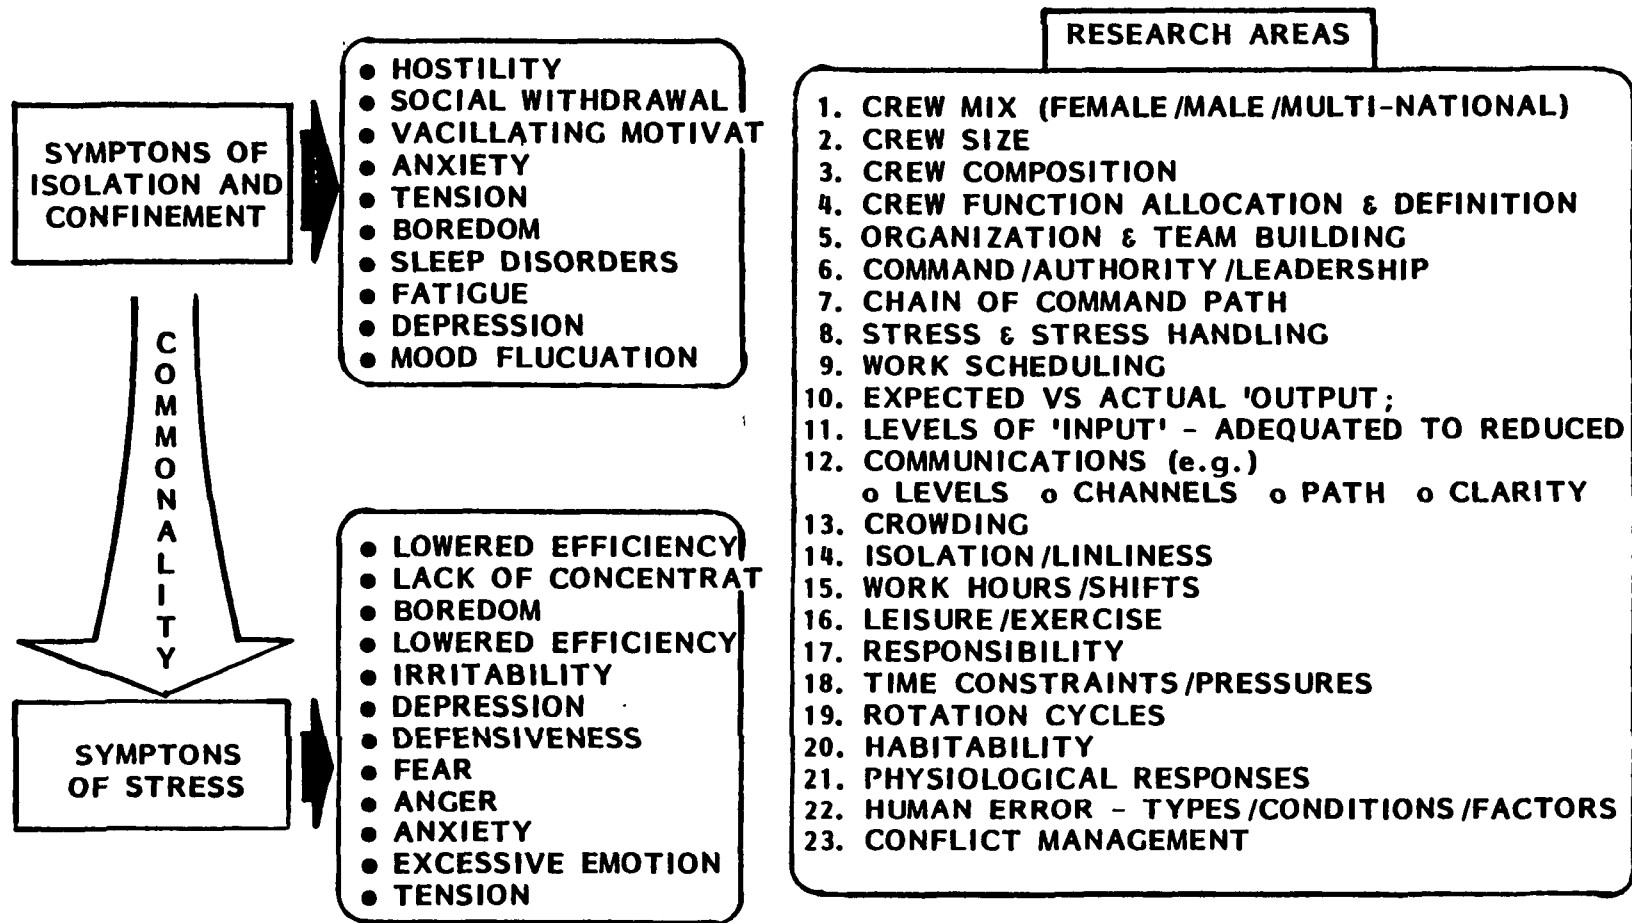 SYMPTONS OF
ISOLATION AND
CONFINEMENT
● HOSTILITY
● SOCIAL WITHDRAWAL
● VACILLATING MOTIVAT
● ANXIETY
● TENSION
● BOREDOM
● SLEEP DISORDERS
● FATIGUE
● DEPRESSION
● MOOD FLUCUATION
COMMONALITY
SYMPTONS
OF STRESS
● LOWERED EFFICIENCY
● LACK OF CONCENTRAT
● BOREDOM
● LOWERED EFFICIENCY
● IRRITABILITY
● DEPRESSION
● DEFENSIVENESS
● FEAR
● ANGER
● ANXIETY
● EXCESSIVE EMOTION
● TENSION
RESEARCH AREAS
1. CREW MIX (FEMALE/MALE/MULTI-NATIONAL)
2. CREW SIZE
3. CREW COMPOSITION
4. CREW FUNCTION ALLOCATION & DEFINITION
5. ORGANIZATION & TEAM BUILDING
6. COMMAND/AUTHORITY/LEADERSHIP
7. CHAIN OF COMMAND PATH
8. STRESS & STRESS HANDLING
9. WORK SCHEDULING
10. EXPECTED VS ACTUAL 'OUTPUT;
11. LEVELS OF 'INPUT' - ADEQUATED TO REDUCED
12. COMMUNICATIONS (e.g.)
o LEVELS o CHANNELS o PATH o CLARITY
13. CROWDING
14. ISOLATION/LINLINESS
15. WORK HOURS/SHIFTS
16. LEISURE/EXERCISE
17. RESPONSIBILITY
18. TIME CONSTRAINTS/PRESSURES
19. ROTATION CYCLES
20. HABITABILITY
21. PHYSIOLOGICAL RESPONSES
22. HUMAN ERROR - TYPES/CONDITIONS/FACTORS
23. CONFLICT MANAGEMENT